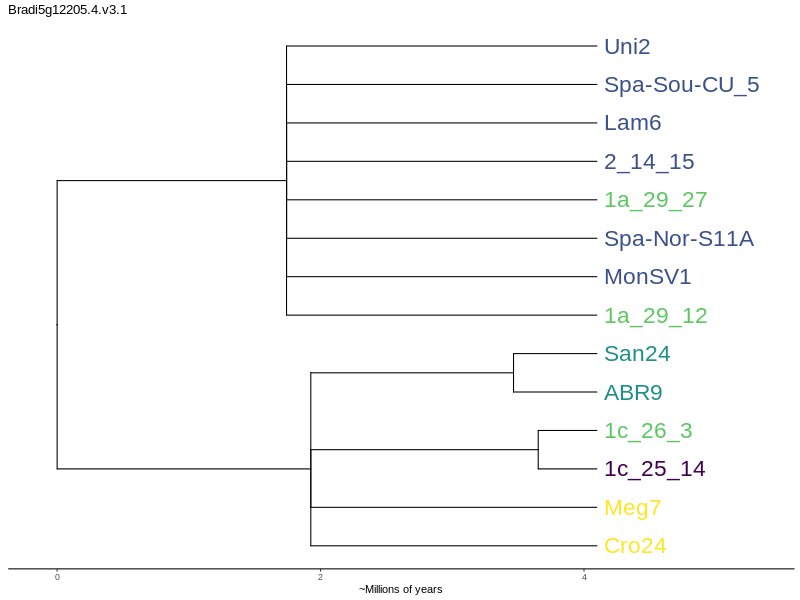 Bradi5g12205.4.v3.1
Uni2
Spa-Sou-CU_5
Lam6
2_14_15
1a_29_27
Spa-Nor-S11A
MonSV1
1a_29_12
San24
ABR9
1c_26_3
1c_25_14
Meg7
Cro24
0 2 4
~Millions of years